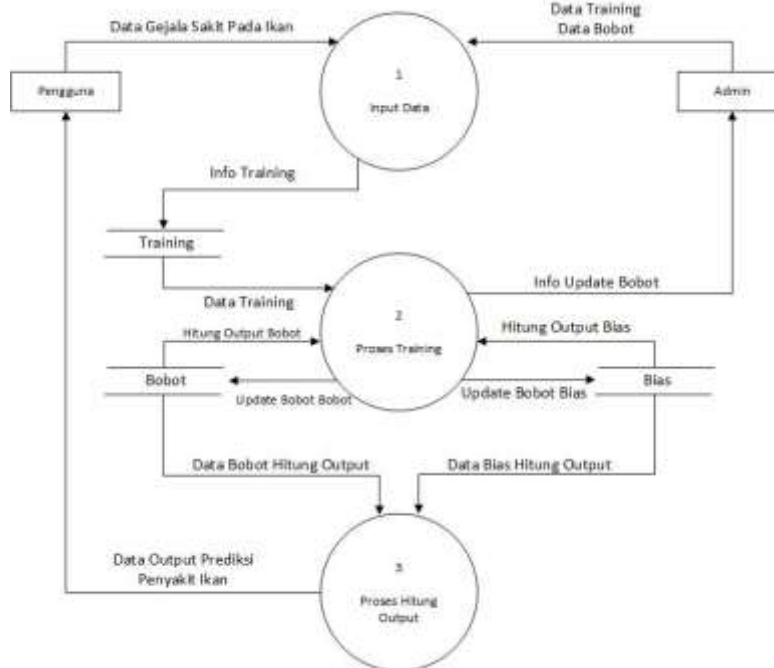 Data Gejala Sakit Pada Ikan
Data Training
Data Bobot
Pengguna
1
Input Data
Admin
Info Training
Training
Data Training
Info Update Bobot
2
Proses Training
Hitung Output Bobot
Hitung Output Bias
Bobot
Bias
Update Bobot Bobot
Update Bobot Bias
Data Bobot Hitung Output
Data Bias Hitung Output
Data Output Prediksi
Penyakit Ikan
3
Proses Hitung
Output